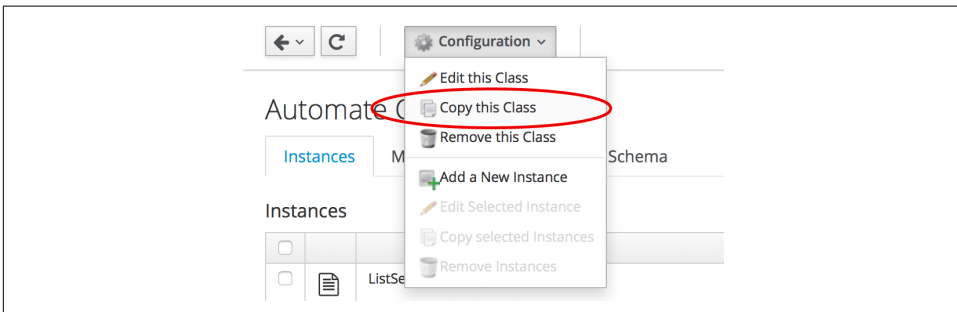 Configuration
Edit this Class
Automate
Copy this Class
Remove this Class
Instances
Schema
Add a New Instance
Instances
Edit Selected Instance
Copy selected Instances
Remove Instances